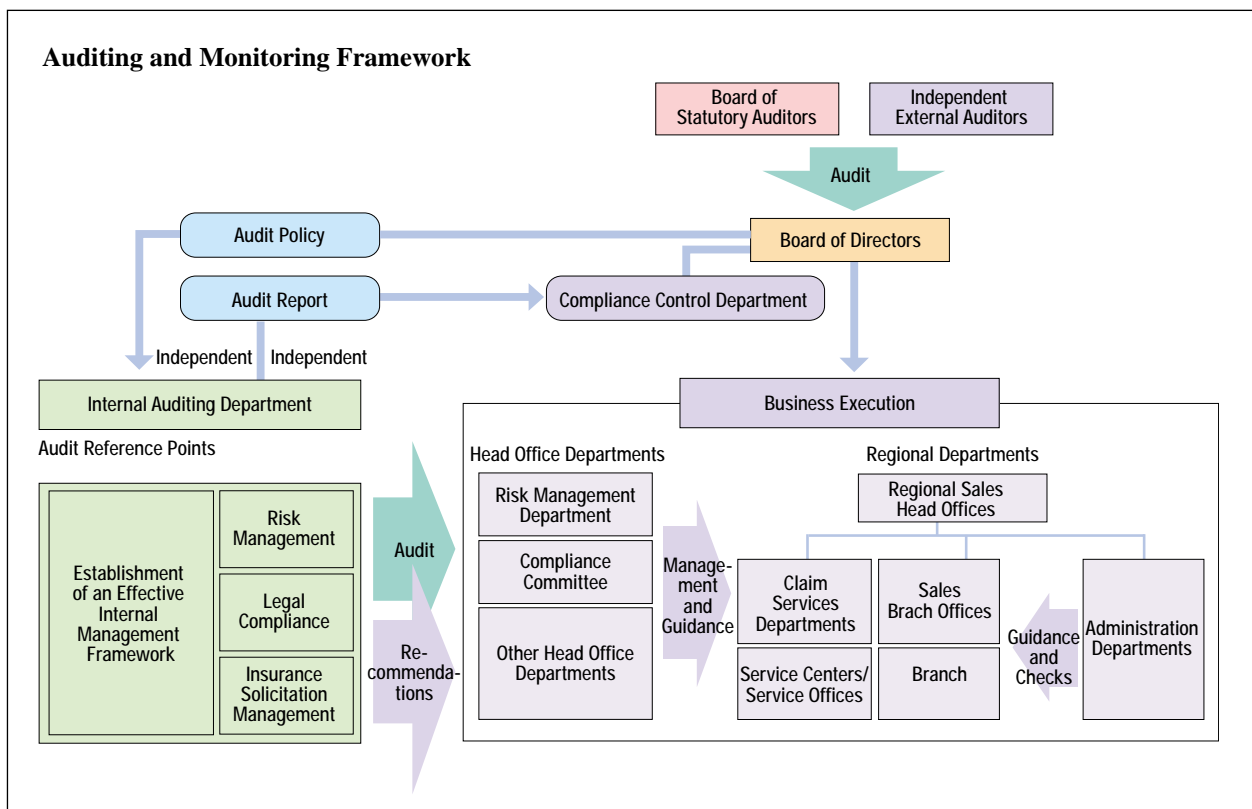 Auditing and Monitoring Framework
Board of
Statutory Auditors
Independent
External Auditors
Audit
Audit Policy
Board of Directors
Audit Report
Compliance Control Department
Independent
Independent
Internal Auditing Department
Business Execution
Audit Reference Points
Establishment
of an Effective
Internal
Management
Framework
Risk
Management
Legal
Compliance
Insurance
Solicitation
Management
Audit
Re-
commenda-
tions
Head Office Departments
Risk Management
Department
Compliance
Committee
Other Head Office
Departments
Manage-
ment
and
Guidance
Regional Departments
Regional Sales
Head Offices
Claim
Services
Departments
Sales
Brach Offices
Service Centers/
Service Offices
Branch
Guidance
and
Checks
Administration
Departments